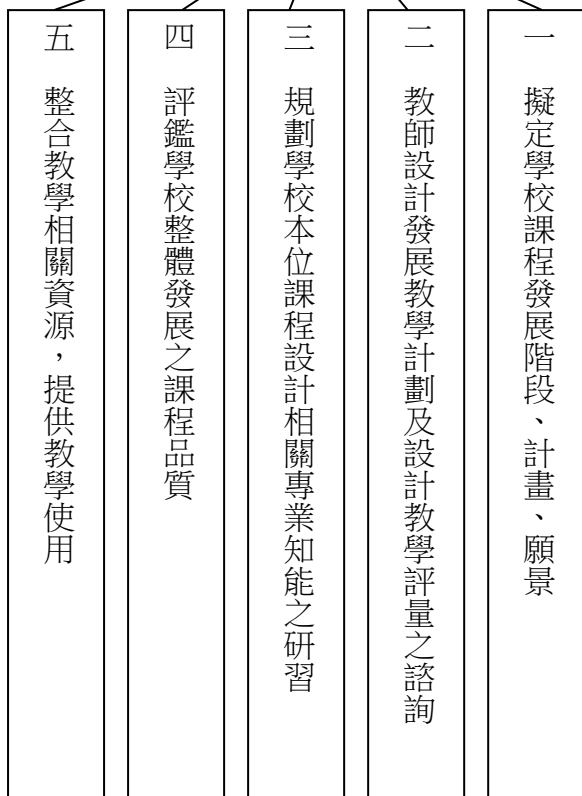 一 擬定學校課程發展階段、計畫、願景
二 教師設計發展教學計劃及設計教學評量之諮詢
三 規劃學校本位課程設計相關專業知能之研習
四 評鑑學校整體發展之課程品質
五 整合教學相關資源，提供教學使用